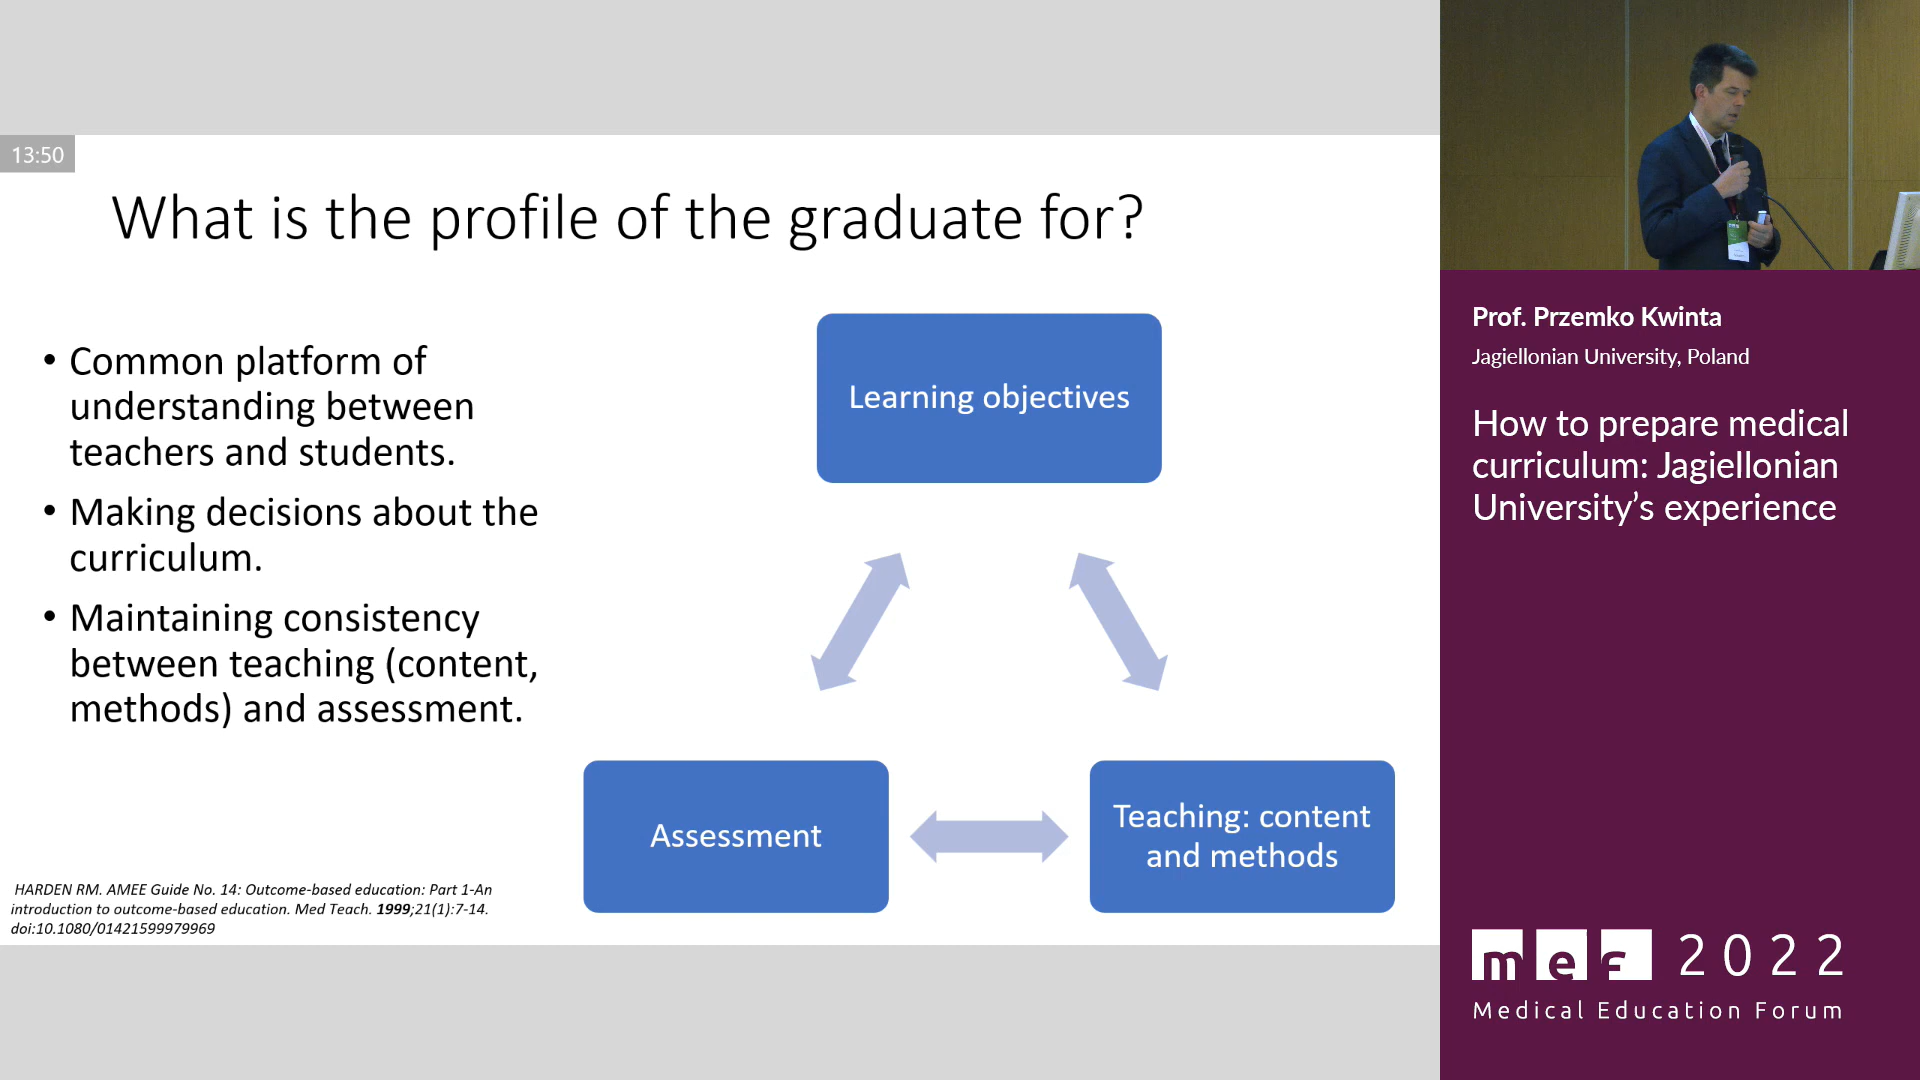 13:50
What is the profile of the graduate for?
• Common platform of
understanding between
teachers and students.
• Making decisions about the
curriculum.
• Maintaining consistency
between teaching (content,
methods) and assessment.
Learning objectives
Assessment
Teaching: content
and methods
HARDEN RM. AMEE Guide No. 14: Outcome-based education: Part 1-An
introduction to outcome-based education. Med Teach. 1999;21(1):7-14.
doi:10.1080/01421599979969
Prof. Przemko Kwinta
Jagiellonian University, Poland
How to prepare medical
curriculum: Jagiellonian
University's experience
mef 2022
Medical Education Forum